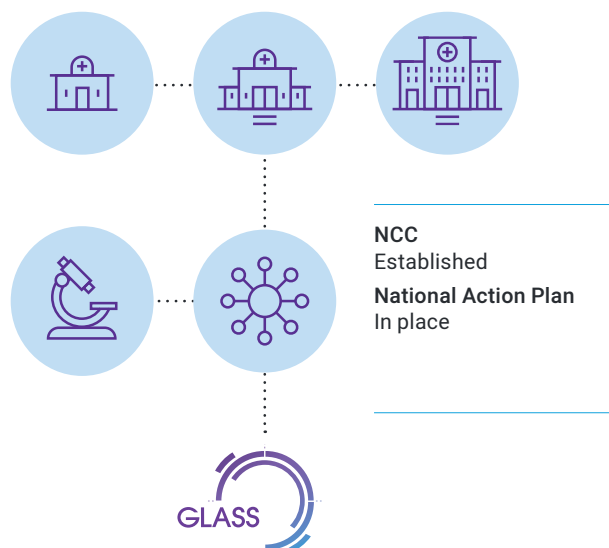 NCC
Established
National Action Plan
In place
GLASS